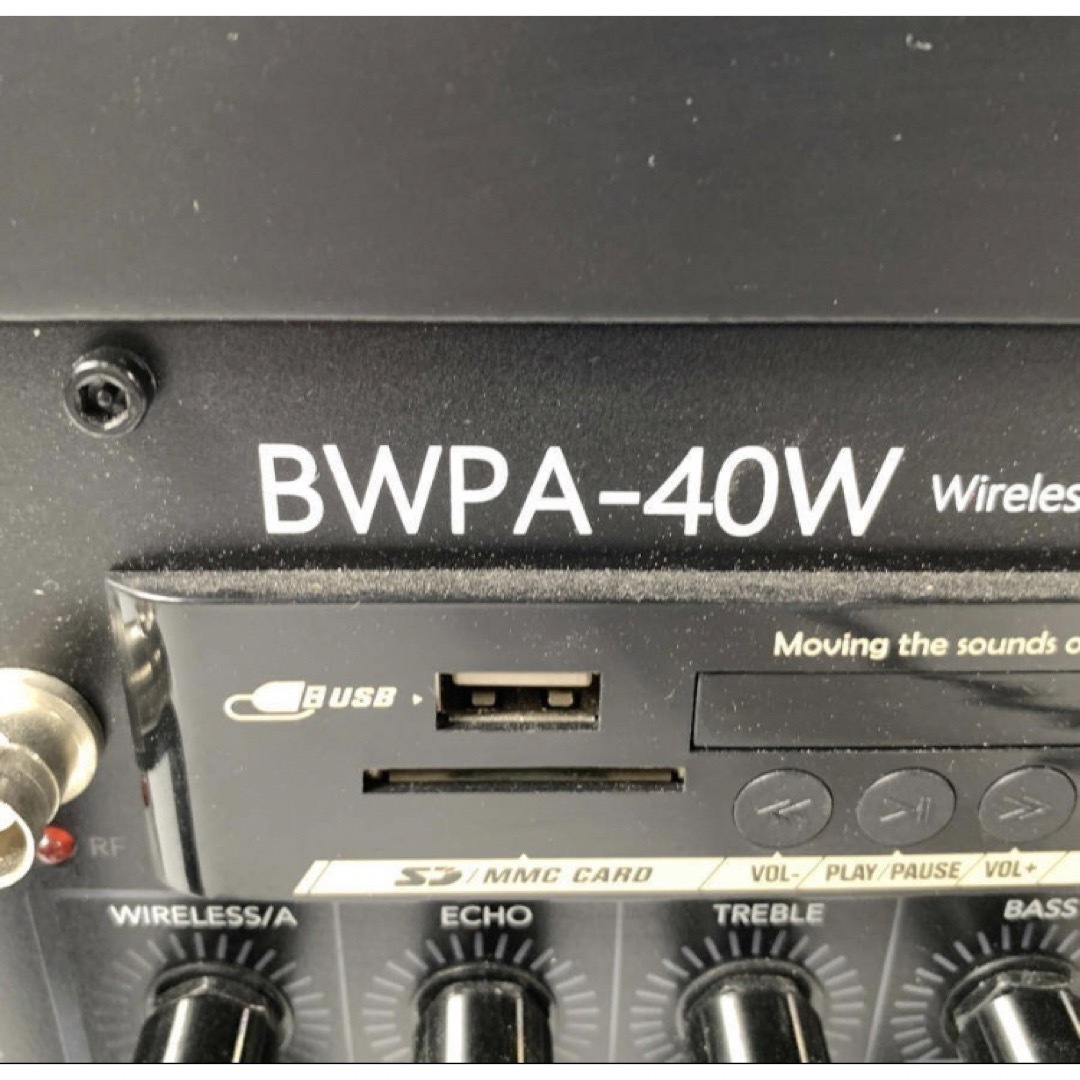 BWPA-40W Wireles
Moving the sounds o
USB
RF
SD/MMC CARD VOL- PLAY/PAUSE VOL+
WIRELESS/A ECHO TREBLE BASS